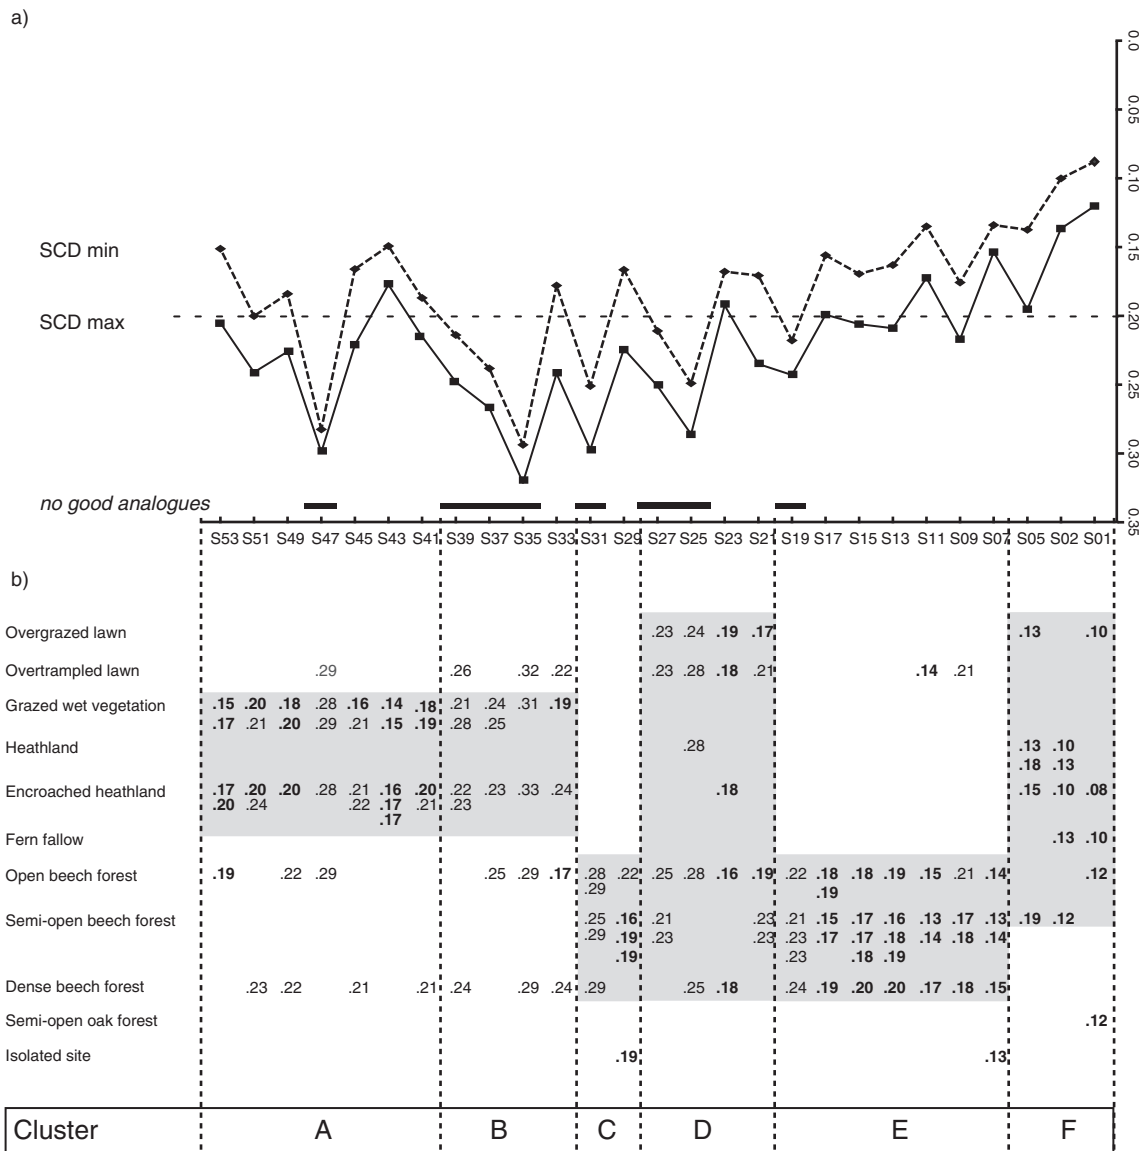 a)
0.0
0.05
0.10
0.15
0.20
0.25
0.30
0.35
SCD min
SCD max
no good analogues
S53 S51 S49 S47 S45 S43 S41 S39 S37 S35 S33 S31 S29 S27 S25 S23 S21 S19 S17 S15 S13 S11 S09 S07 S05 S02 S01
b)
Overgrazed lawn .23 .24 .19 .17 .13 .10
Overtrampled lawn .29 .26 .32 .22 .23 .28 .18 .21 .14 .21
Grazed wet vegetation .15 .20 .18 .28 .16 .14 .18 .21 .24 .31 .19
.17 .21 .20 .29 .21 .15 .19 .28 .25
Heathland .28 .13 .10
.18 .13
Encroached heathland .17 .20 .20 .28 .21 .16 .20 .22 .23 .33 .24 .18 .15 .10 .08
.20 .24 .22 .17 .21 .23
.17
Fern fallow .13 .10
Open beech forest .19 .22 .29 .25 .29 .17 .28 .22 .25 .28 .16 .19 .22 .18 .18 .19 .15 .21 .14 .12
.29 .19
Semi-open beech forest .25 .16 .21 .23 .21 .15 .17 .16 .13 .17 .13 .19 .12
.29 .19 .23 .23 .23 .17 .17 .18 .14 .18 .14
.19 .23 .18 .19
Dense beech forest .23 .22 .21 .21 .24 .29 .24 .29 .25 .18 .24 .19 .20 .20 .17 .18 .15
Semi-open oak forest .12
Isolated site .19 .13
Cluster A B C D E F